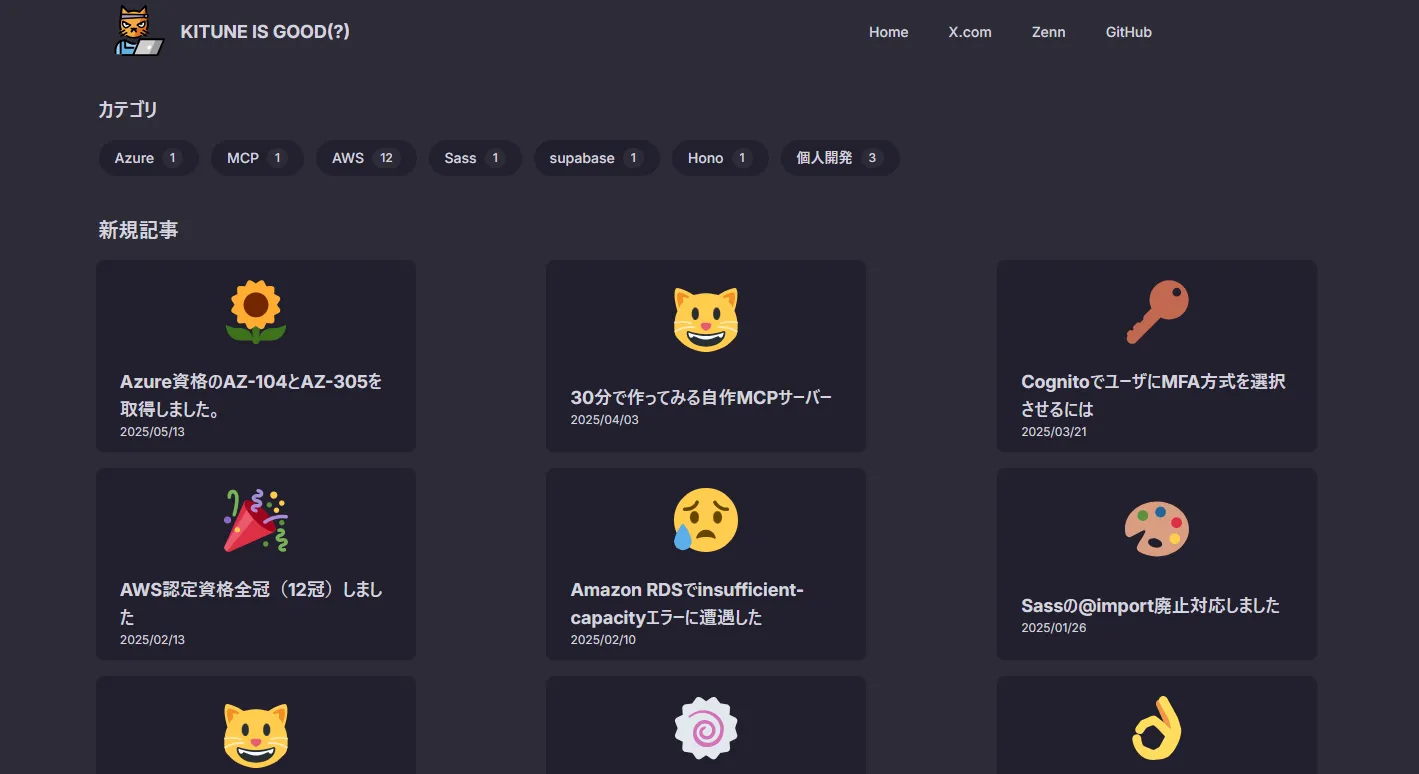 KITUNE IS GOOD(?)
Home X.com Zenn GitHub
カテゴリ
Azure 1 MCP 1 AWS 12 Sass 1 supabase 1 Hono 1 個人開発 3
新規記事
Azure資格のAZ-104とAZ-305を
取得しました。
2025/05/13
30分で作ってみる自作MCPサーバー
2025/04/03
CognitoでユーザにMFA方式を選択
させるには
2025/03/21
AWS認定資格全冠（12冠）しまし
た
2025/02/13
Amazon RDSでinsufficient-
capacityエラーに遭遇した
2025/02/10
Sassの@import廃止対応しました
2025/01/26